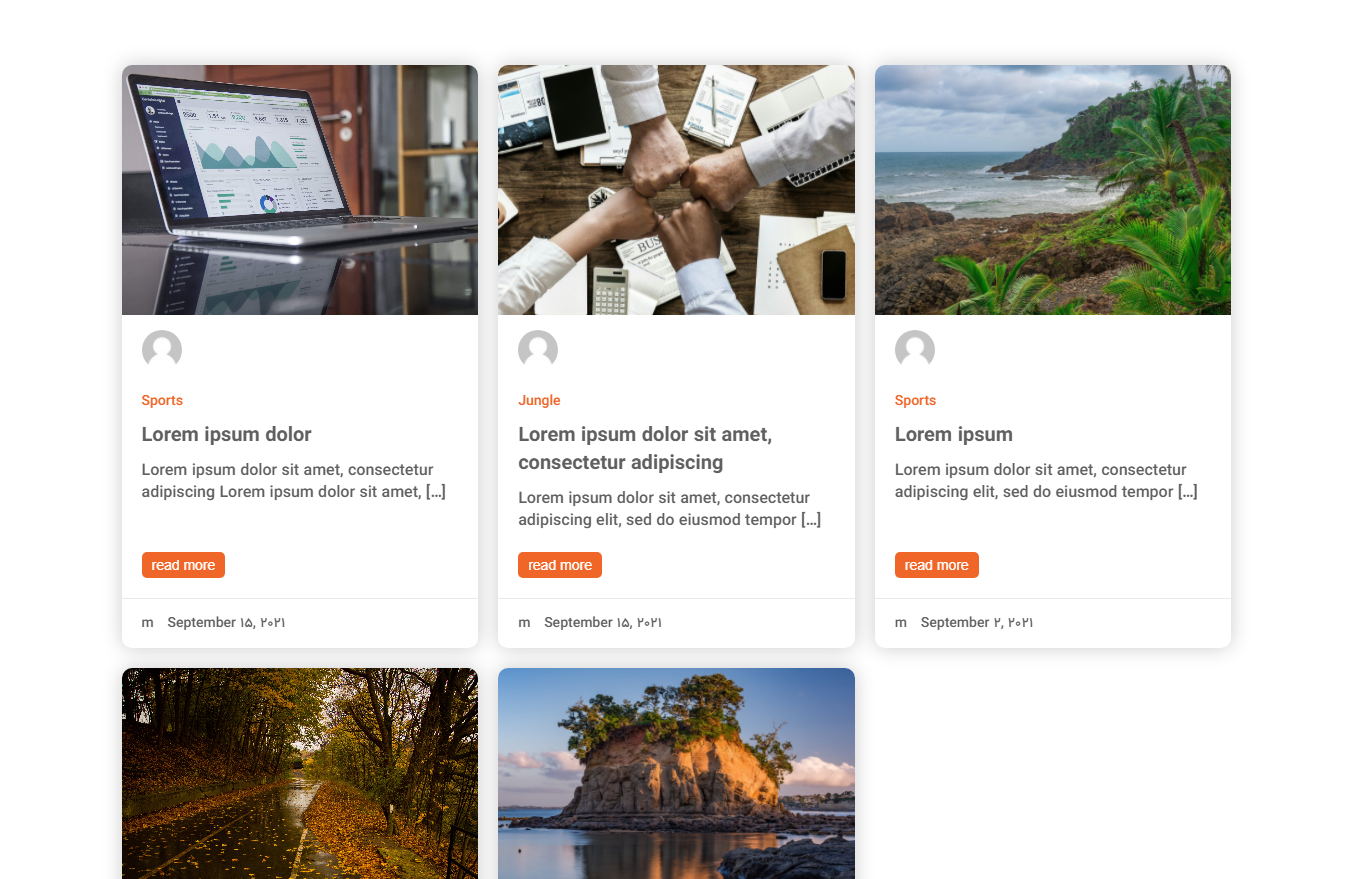 Sports
Lorem ipsum dolor
Lorem ipsum dolor sit amet, consectetur
adipiscing Lorem ipsum dolor sit amet, […]
read more
m September ۱۵, ۲۰۲۱
Jungle
Lorem ipsum dolor sit amet,
consectetur adipiscing
Lorem ipsum dolor sit amet, consectetur
adipiscing elit, sed do eiusmod tempor […]
read more
m September ۱۵, ۲۰۲۱
Sports
Lorem ipsum
Lorem ipsum dolor sit amet, consectetur
adipiscing elit, sed do eiusmod tempor […]
read more
m September ۲, ۲۰۲۱